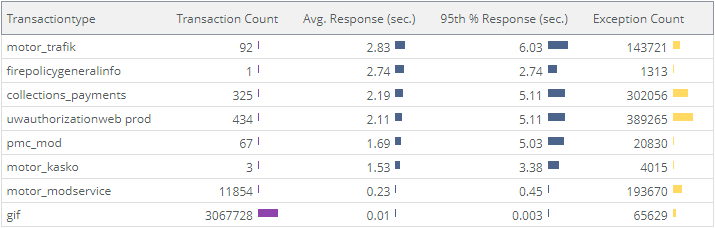 Transactiontype Transaction Count Avg. Response (sec.) 95th % Response (sec.) Exception Count
motor_trafik 92 2.83 6.03 143721
firepolicygeneralinfo 1 2.74 2.74 1313
collections_payments 325 2.19 5.11 302056
uwauthorizationweb prod 434 2.11 5.11 389265
pmc_mod 67 1.69 5.03 20830
motor_kasko 3 1.53 3.38 4015
motor_modservice 11854 0.23 0.45 193670
gif 3067728 0.01 0.003 65629